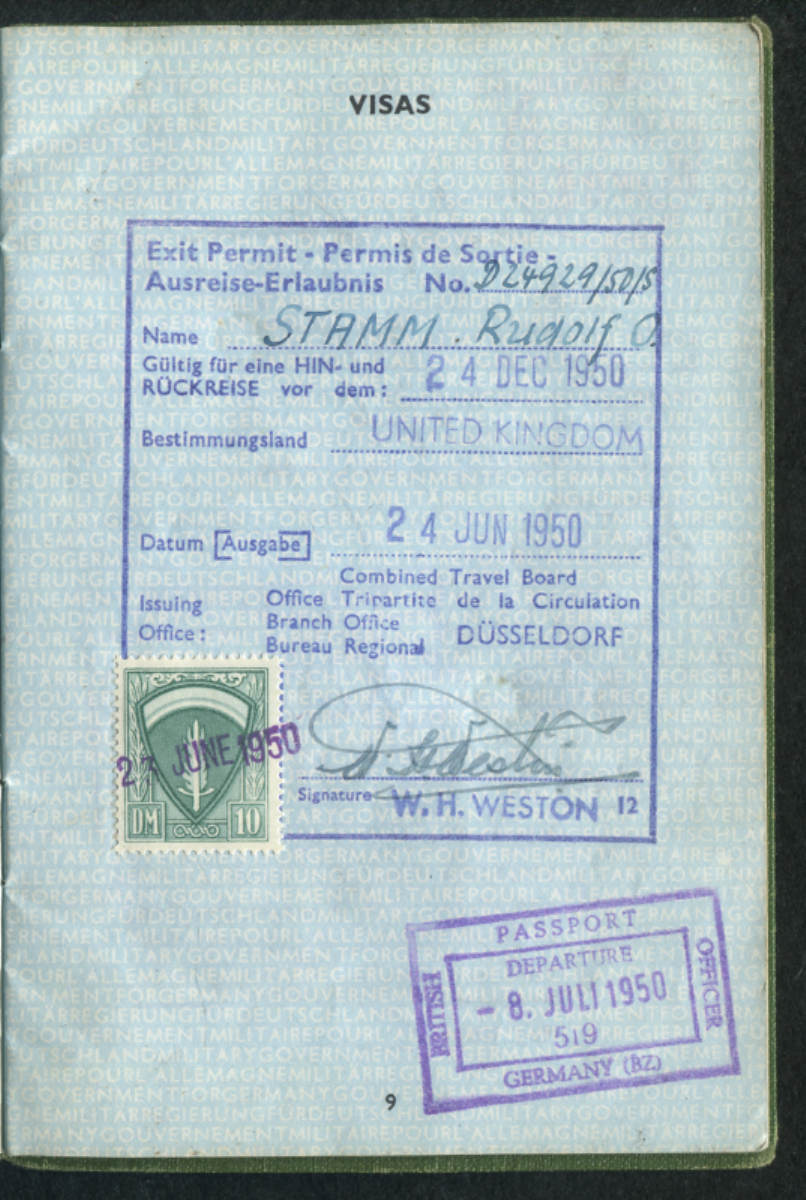 VISAS
Exit Permit - Permis de Sortie -
Ausreise-Erlaubnis No. D24929/50/5
Name STAMM. Rudolf O.
Gültig für eine HIN- und
RÜCKREISE vor dem: 24 DEC 1950
Bestimmungsland UNITED KINGDOM
Datum [Ausgabe] 24 JUN 1950
Combined Travel Board
Issuing Office Tripartite de la Circulation
Office: Branch Office
Bureau Regional DÜSSELDORF
JUNE 1950
DM 10
Signature W. H. WESTON 12
PASSPORT
BRITISH
DEPARTURE
OFFICER
- 8. JULI 1950
519
GERMANY (BZ)
9